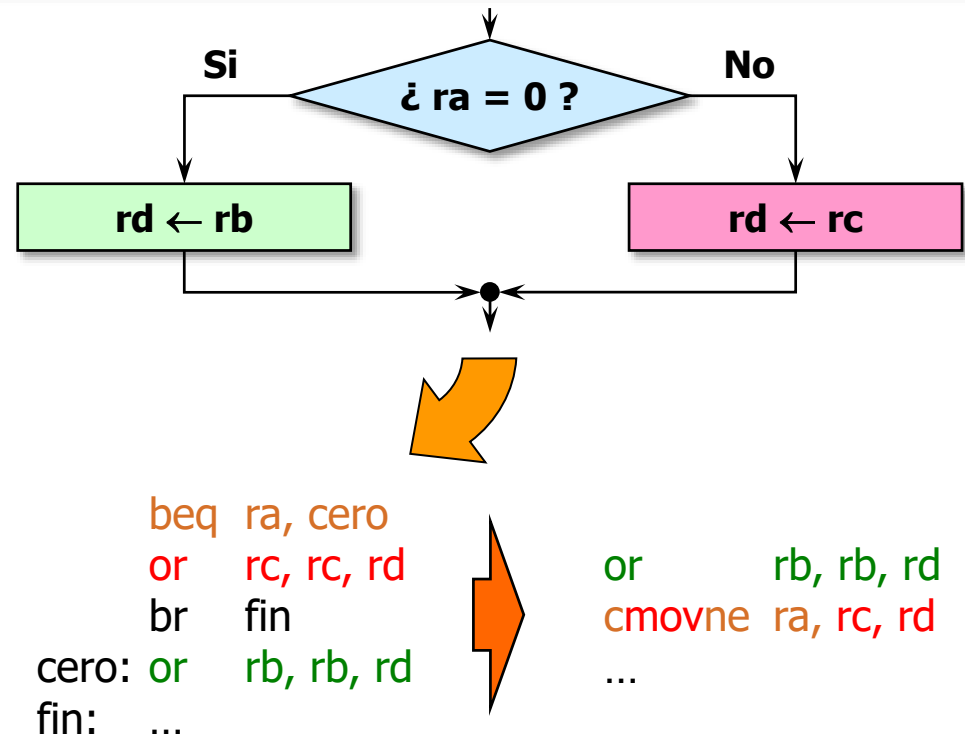 Si
¿ ra = 0 ?
No
rd ← rb
rd ← rc
beq ra, cero
or rc, rc, rd
br fin
cero: or rb, rb, rd
fin: ...
or rb, rb, rd
cmovne ra, rc, rd
...